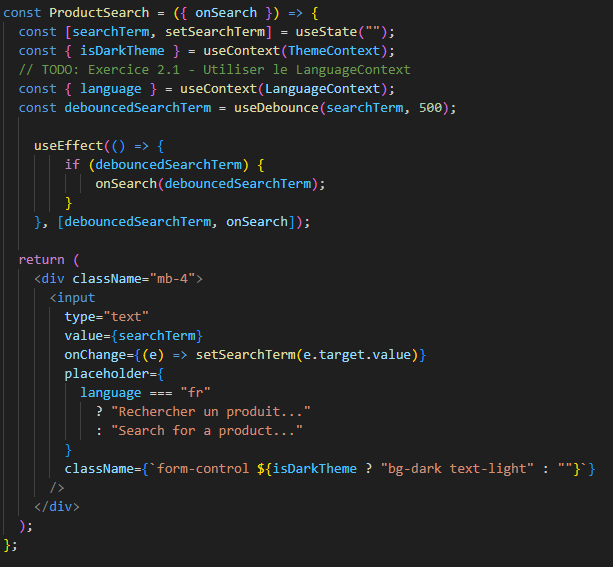 const ProductSearch = ({ onSearch }) => {
  const [searchTerm, setSearchTerm] = useState("");
  const { isDarkTheme } = useContext(ThemeContext);
  // TODO: Exercice 2.1 - Utiliser le LanguageContext
  const { language } = useContext(LanguageContext);
  const debouncedSearchTerm = useDebounce(searchTerm, 500);

    useEffect(() => {
        if (debouncedSearchTerm) {
            onSearch(debouncedSearchTerm);
        }
    }, [debouncedSearchTerm, onSearch]);

  return (
    <div className="mb-4">
      <input
        type="text"
        value={searchTerm}
        onChange={(e) => setSearchTerm(e.target.value)}
        placeholder={
          language === "fr"
            ? "Rechercher un produit..."
            : "Search for a product..."
        }
        className={`form-control ${isDarkTheme ? "bg-dark text-light" : ""}`}
      />
    </div>
  );
};